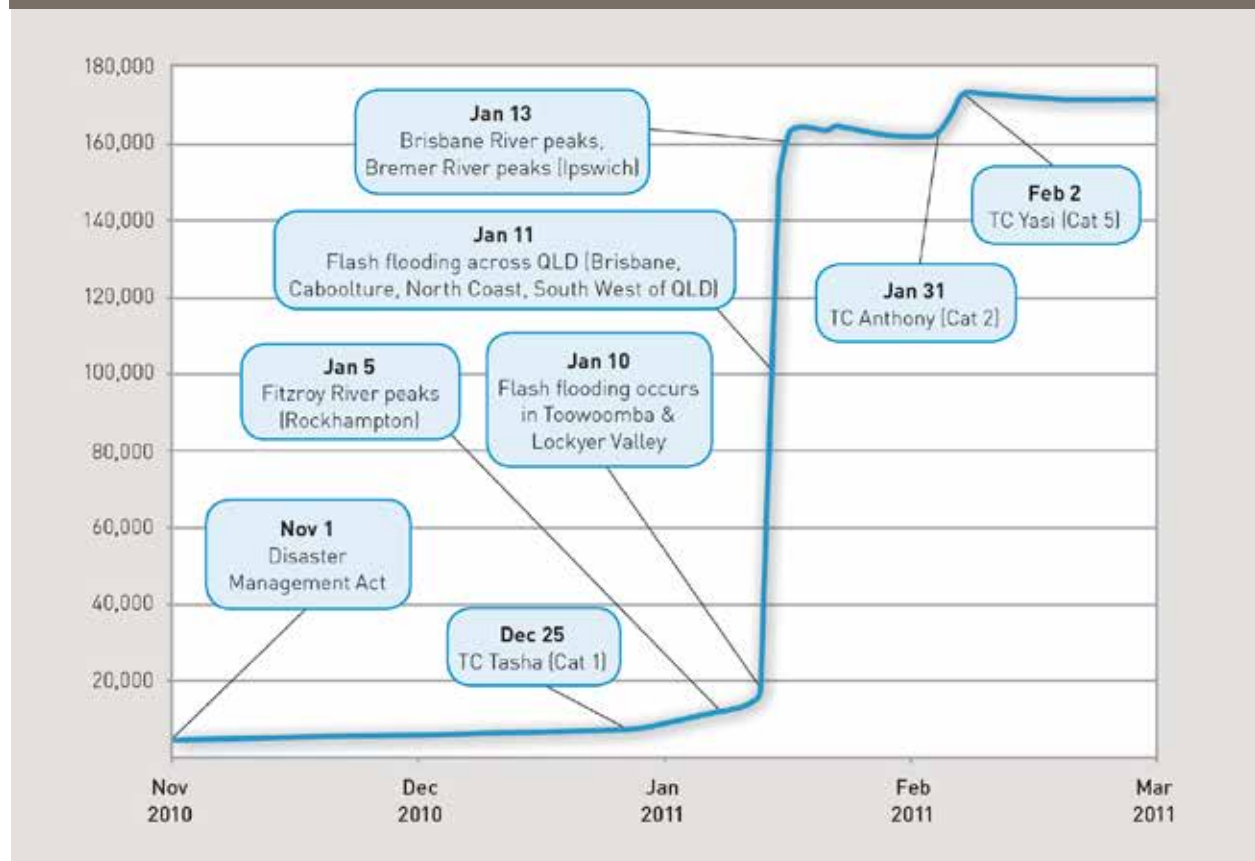 180,000
160,000
140,000
120,000
100,000
80,000
60,000
40,000
20,000
Jan 13
Brisbane River peaks,
Bremer River peaks (Ipswich)
Jan 11
Flash flooding across QLD (Brisbane,
Caboolture, North Coast, South West of QLD)
Jan 5
Fitzroy River peaks
(Rockhampton)
Jan 10
Flash flooding occurs
in Toowoomba &
Lockyer Valley
Nov 1
Disaster
Management Act
Dec 25
TC Tasha (Cat 1)
Feb 2
TC Yasi (Cat 5)
Jan 31
TC Anthony (Cat 2)
Nov
2010
Dec
2010
Jan
2011
Feb
2011
Mar
2011